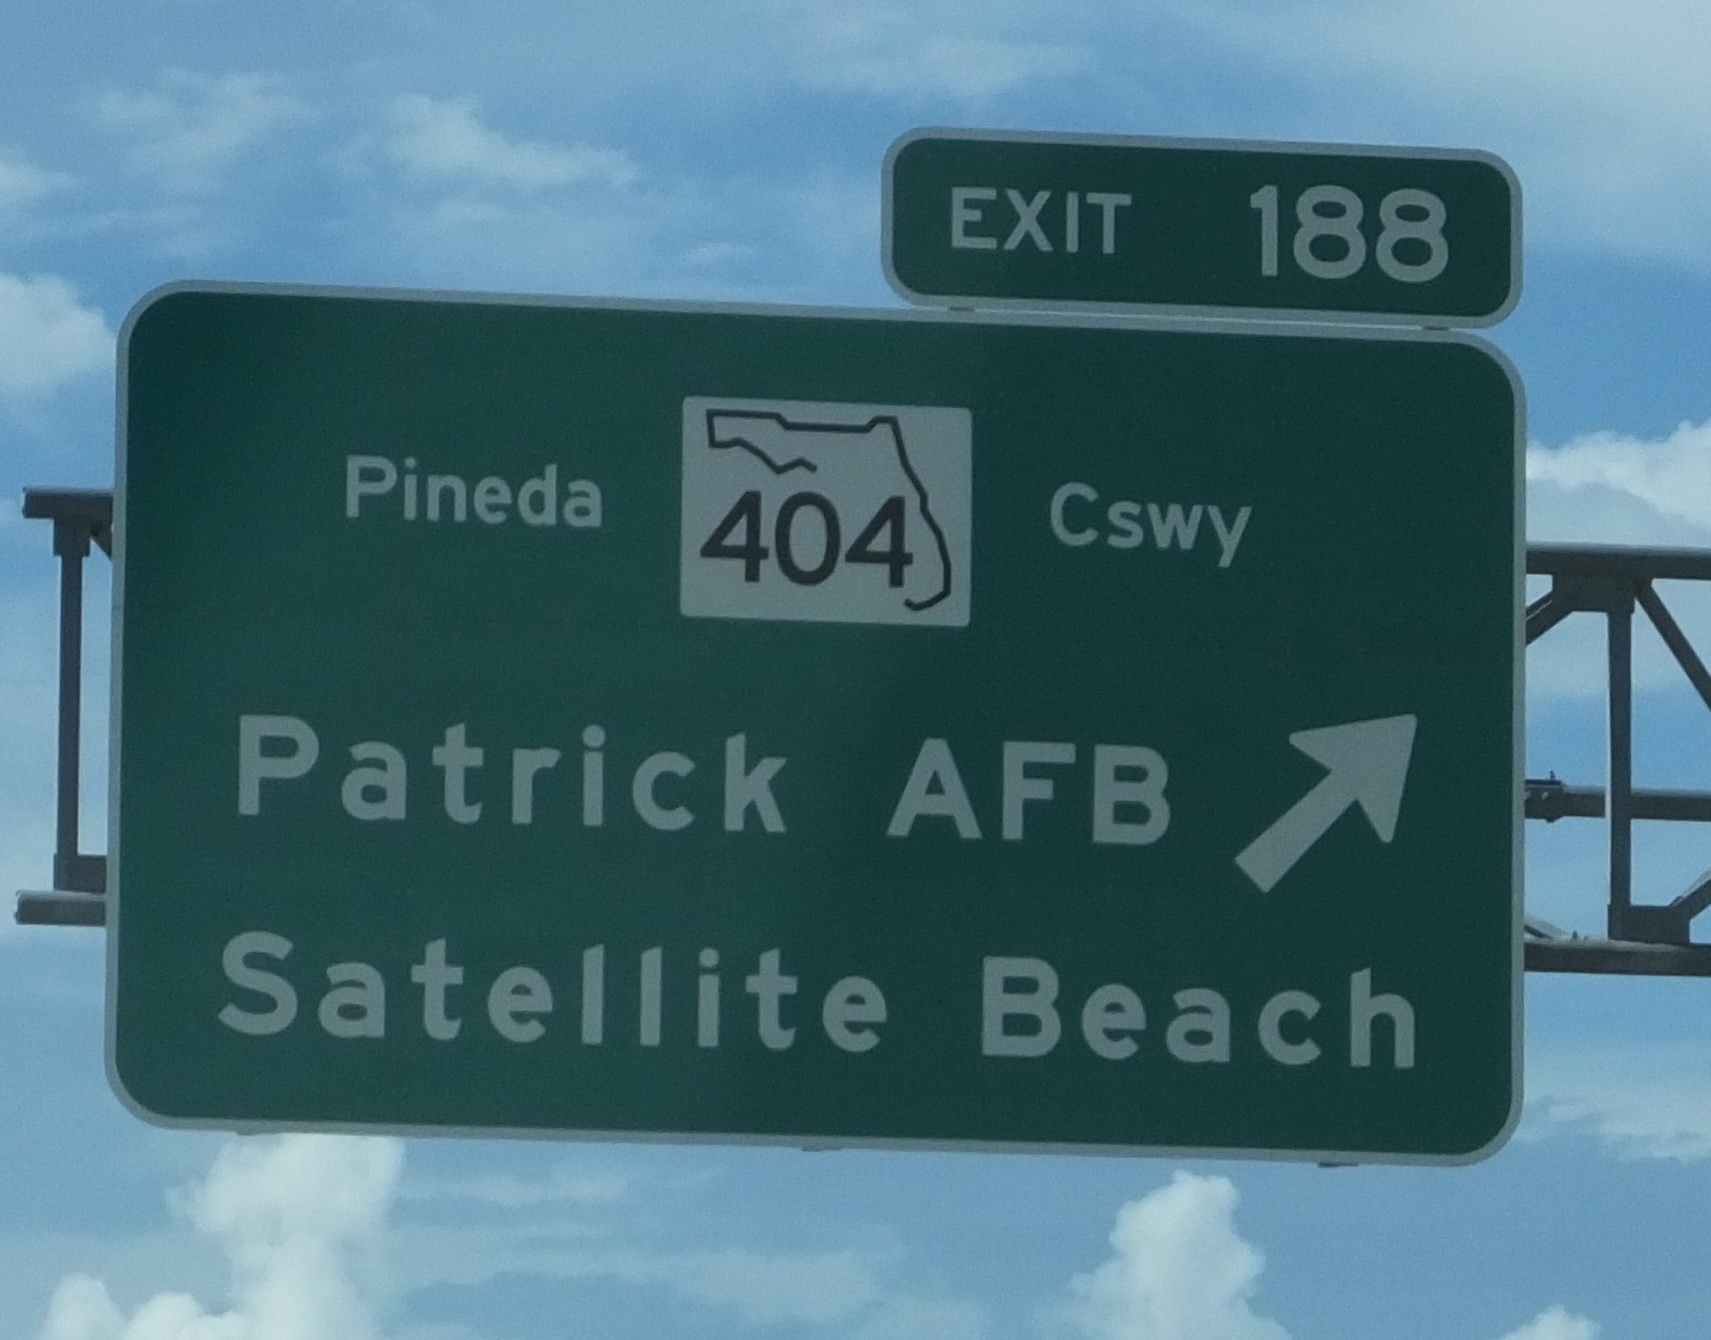 EXIT 188
Pineda 404 Cswy
Patrick AFB
Satellite Beach